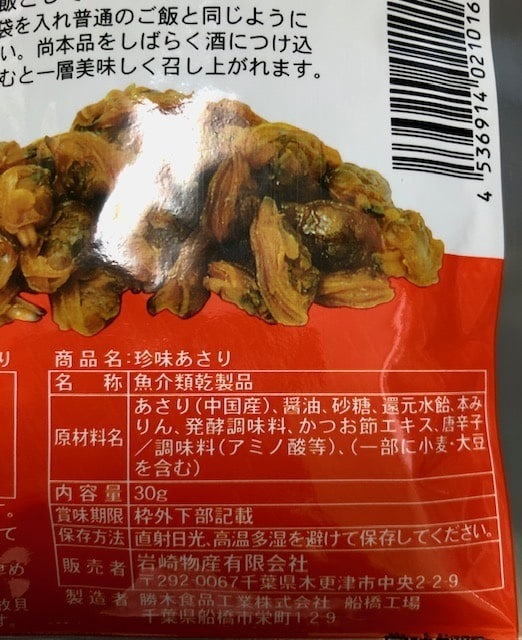 袋を入れ普通のご飯と同じように
い。尚本品をしばらく酒につけ込
むと一層美味しく召し上がれます。
4 536914 021016
商品名:珍味あさり
名 称 魚介類乾製品
原材料名 あさり(中国産)、醤油、砂糖、還元水飴、本み
りん、発酵調味料、かつお節エキス、唐辛子
/調味料(アミノ酸等)、(一部に小麦・大豆
を含む)
内容量 30g
賞味期限 枠外下部記載
保存方法 直射日光、高温多湿を避けて保存してください。
販売者 岩崎物産有限会社
〒292-0067千葉県木更津市中央2-2-9
製造者 勝木食品工業株式会社 船橋工場
千葉県船橋市栄町1-2-9